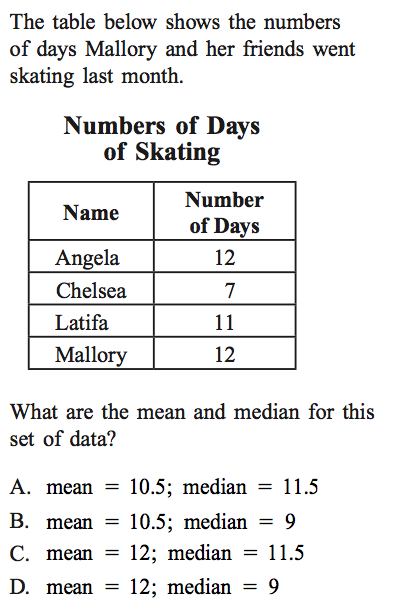 The table below shows the numbers
of days Mallory and her friends went
skating last month.
Numbers of Days
of Skating
Name Number of Days
Angela 12
Chelsea 7
Latifa 11
Mallory 12
What are the mean and median for this
set of data?
A. mean = 10.5; median = 11.5
B. mean = 10.5; median = 9
C. mean = 12; median = 11.5
D. mean = 12; median = 9